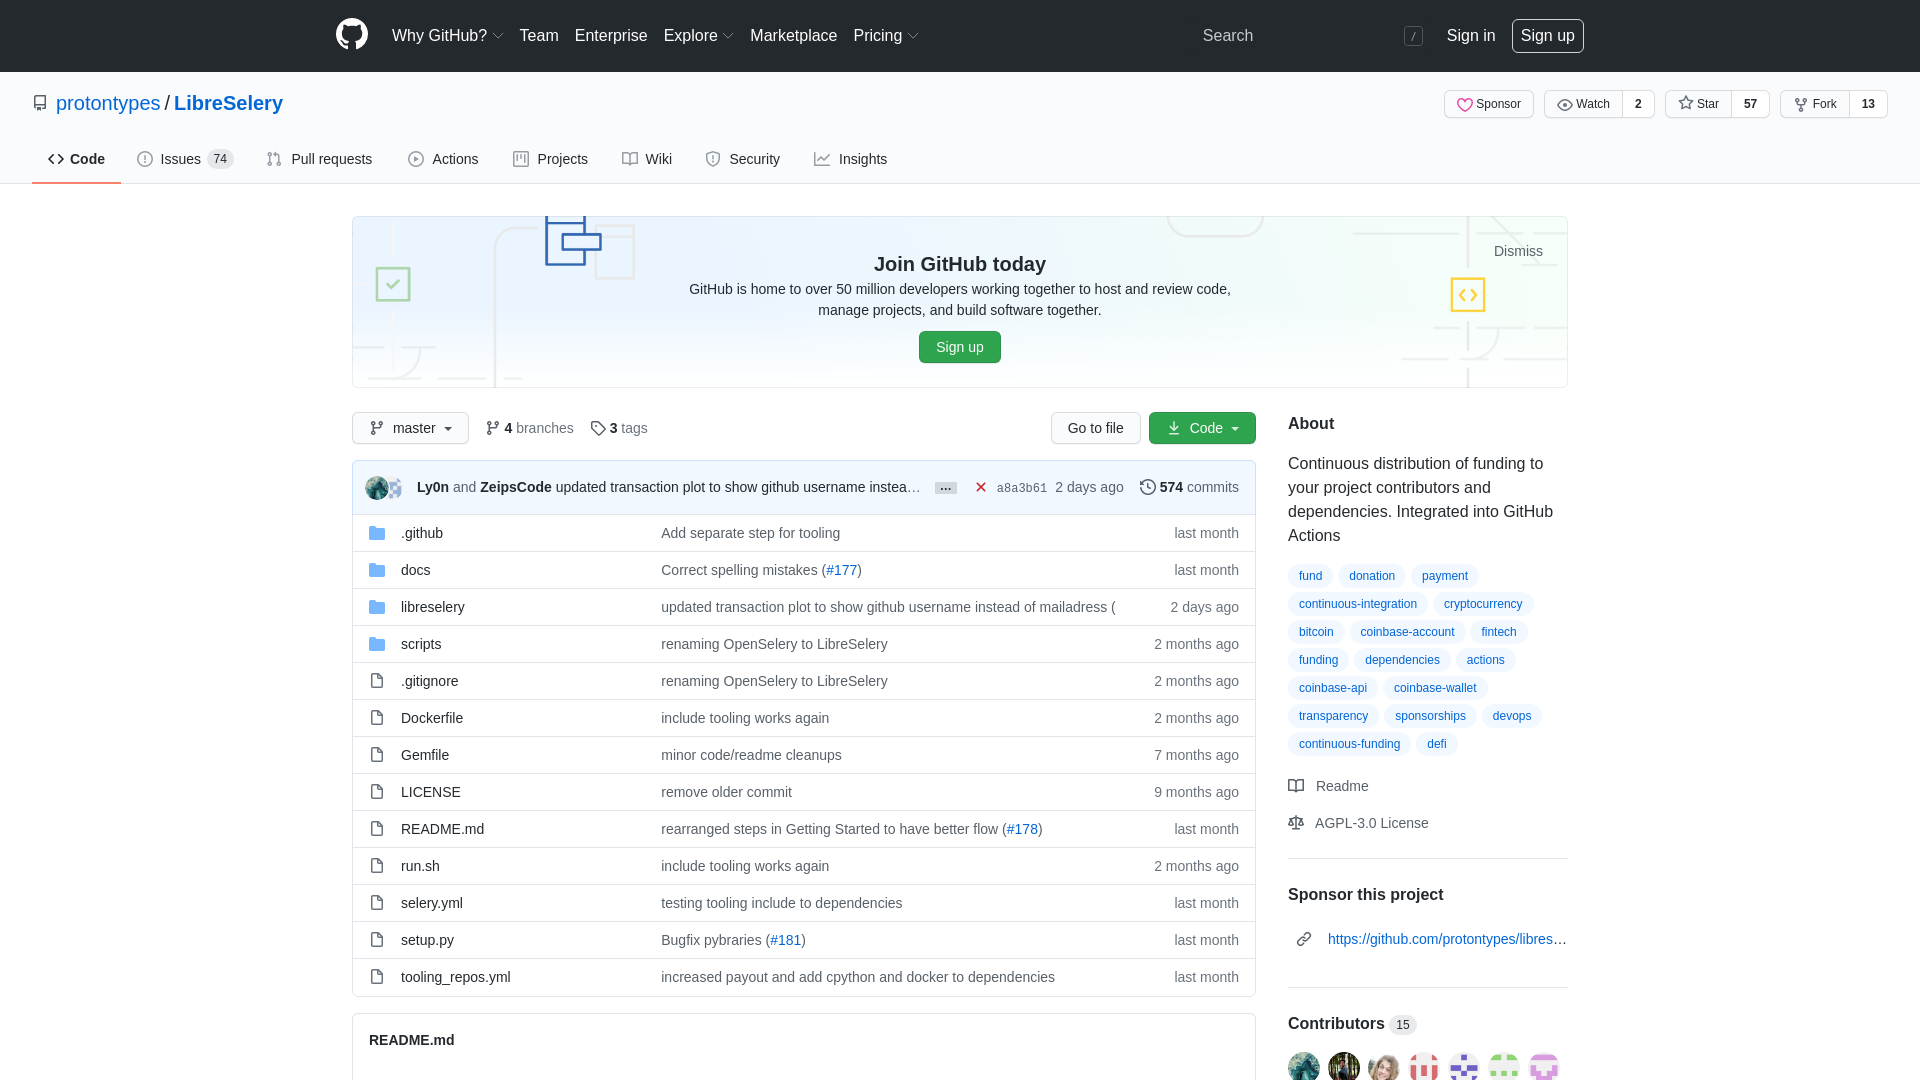 Why GitHub? Team Enterprise Explore Marketplace Pricing Search / Sign in Sign up
protontypes / LibreSelery
Sponsor Watch 2 Star 57 Fork 13
Code Issues 74 Pull requests Actions Projects Wiki Security Insights
Dismiss
Join GitHub today
GitHub is home to over 50 million developers working together to host and review code,
manage projects, and build software together.
Sign up
master 4 branches 3 tags Go to file Code
Ly0n and ZeipsCode updated transaction plot to show github username instea… … a8a3b61 2 days ago 574 commits
.github Add separate step for tooling last month
docs Correct spelling mistakes (#177) last month
libreselery updated transaction plot to show github username instead of mailadress ( 2 days ago
scripts renaming OpenSelery to LibreSelery 2 months ago
.gitignore renaming OpenSelery to LibreSelery 2 months ago
Dockerfile include tooling works again 2 months ago
Gemfile minor code/readme cleanups 7 months ago
LICENSE remove older commit 9 months ago
README.md rearranged steps in Getting Started to have better flow (#178) last month
run.sh include tooling works again 2 months ago
selery.yml testing tooling include to dependencies last month
setup.py Bugfix pybraries (#181) last month
tooling_repos.yml increased payout and add cpython and docker to dependencies last month
README.md
About
Continuous distribution of funding to
your project contributors and
dependencies. Integrated into GitHub
Actions
fund donation payment
continuous-integration cryptocurrency
bitcoin coinbase-account fintech
funding dependencies actions
coinbase-api coinbase-wallet
transparency sponsorships devops
continuous-funding defi
Readme
AGPL-3.0 License
Sponsor this project
https://github.com/protontypes/libres…
Contributors 15